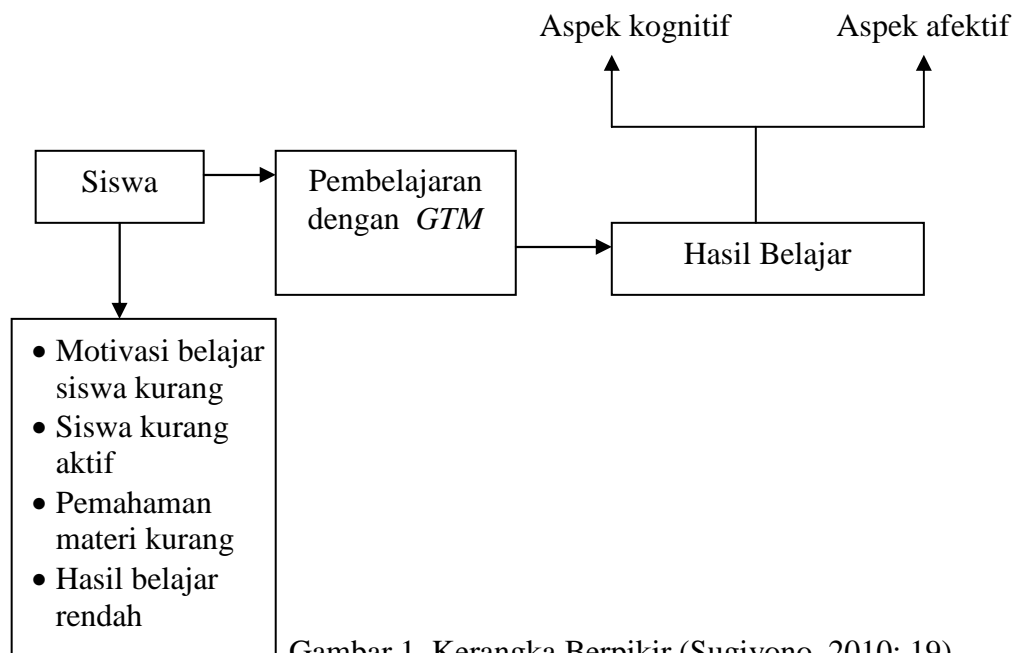 Aspek kognitif
Aspek afektif
Siswa
Pembelajaran
dengan GTM
Hasil Belajar
• Motivasi belajar
siswa kurang
• Siswa kurang
aktif
• Pemahaman
materi kurang
• Hasil belajar
rendah
Gambar 1. Kerangka Berpikir (Sugiyono, 2010: 19)